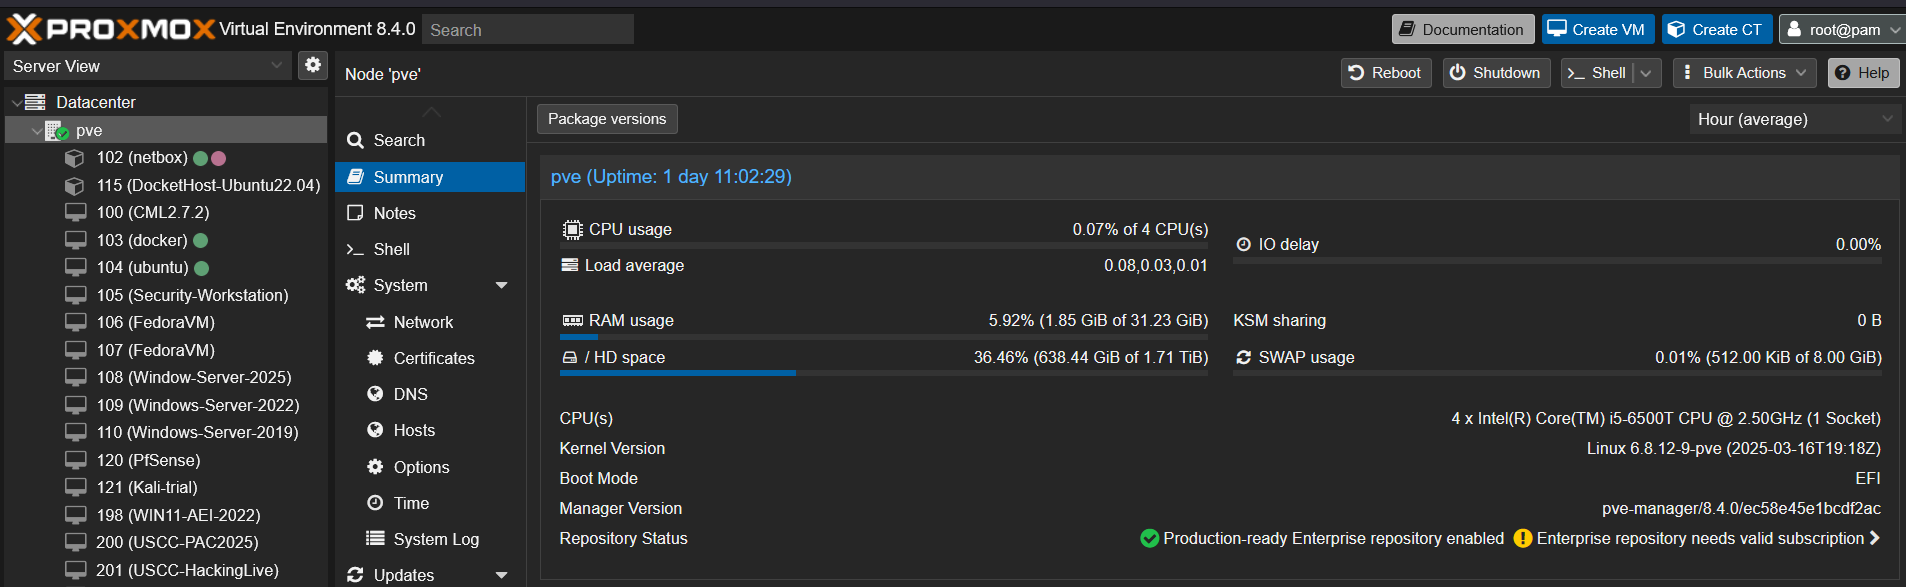 PROXMOX Virtual Environment 8.4.0 Search Documentation Create VM Create CT root@pam
Server View
Node 'pve' Reboot Shutdown Shell Bulk Actions Help
Datacenter
pve
102 (netbox)
115 (DocketHost-Ubuntu22.04)
100 (CML2.7.2)
103 (docker)
104 (ubuntu)
105 (Security-Workstation)
106 (FedoraVM)
107 (FedoraVM)
108 (Window-Server-2025)
109 (Windows-Server-2022)
110 (Windows-Server-2019)
120 (PfSense)
121 (Kali-trial)
198 (WIN11-AEI-2022)
200 (USCC-PAC2025)
201 (USCC-HackingLive)
Search
Summary
Notes
Shell
System
Network
Certificates
DNS
Hosts
Options
Time
System Log
Updates
Package versions Hour (average)
pve (Uptime: 1 day 11:02:29)
CPU usage 0.07% of 4 CPU(s)
IO delay 0.00%
Load average 0.08,0.03,0.01
RAM usage 5.92% (1.85 GiB of 31.23 GiB) KSM sharing 0 B
/ HD space 36.46% (638.44 GiB of 1.71 TiB) SWAP usage 0.01% (512.00 KiB of 8.00 GiB)
CPU(s) 4 x Intel(R) Core(TM) i5-6500T CPU @ 2.50GHz (1 Socket)
Kernel Version Linux 6.8.12-9-pve (2025-03-16T19:18Z)
Boot Mode EFI
Manager Version pve-manager/8.4.0/ec58e45e1bcdf2ac
Repository Status Production-ready Enterprise repository enabled Enterprise repository needs valid subscription